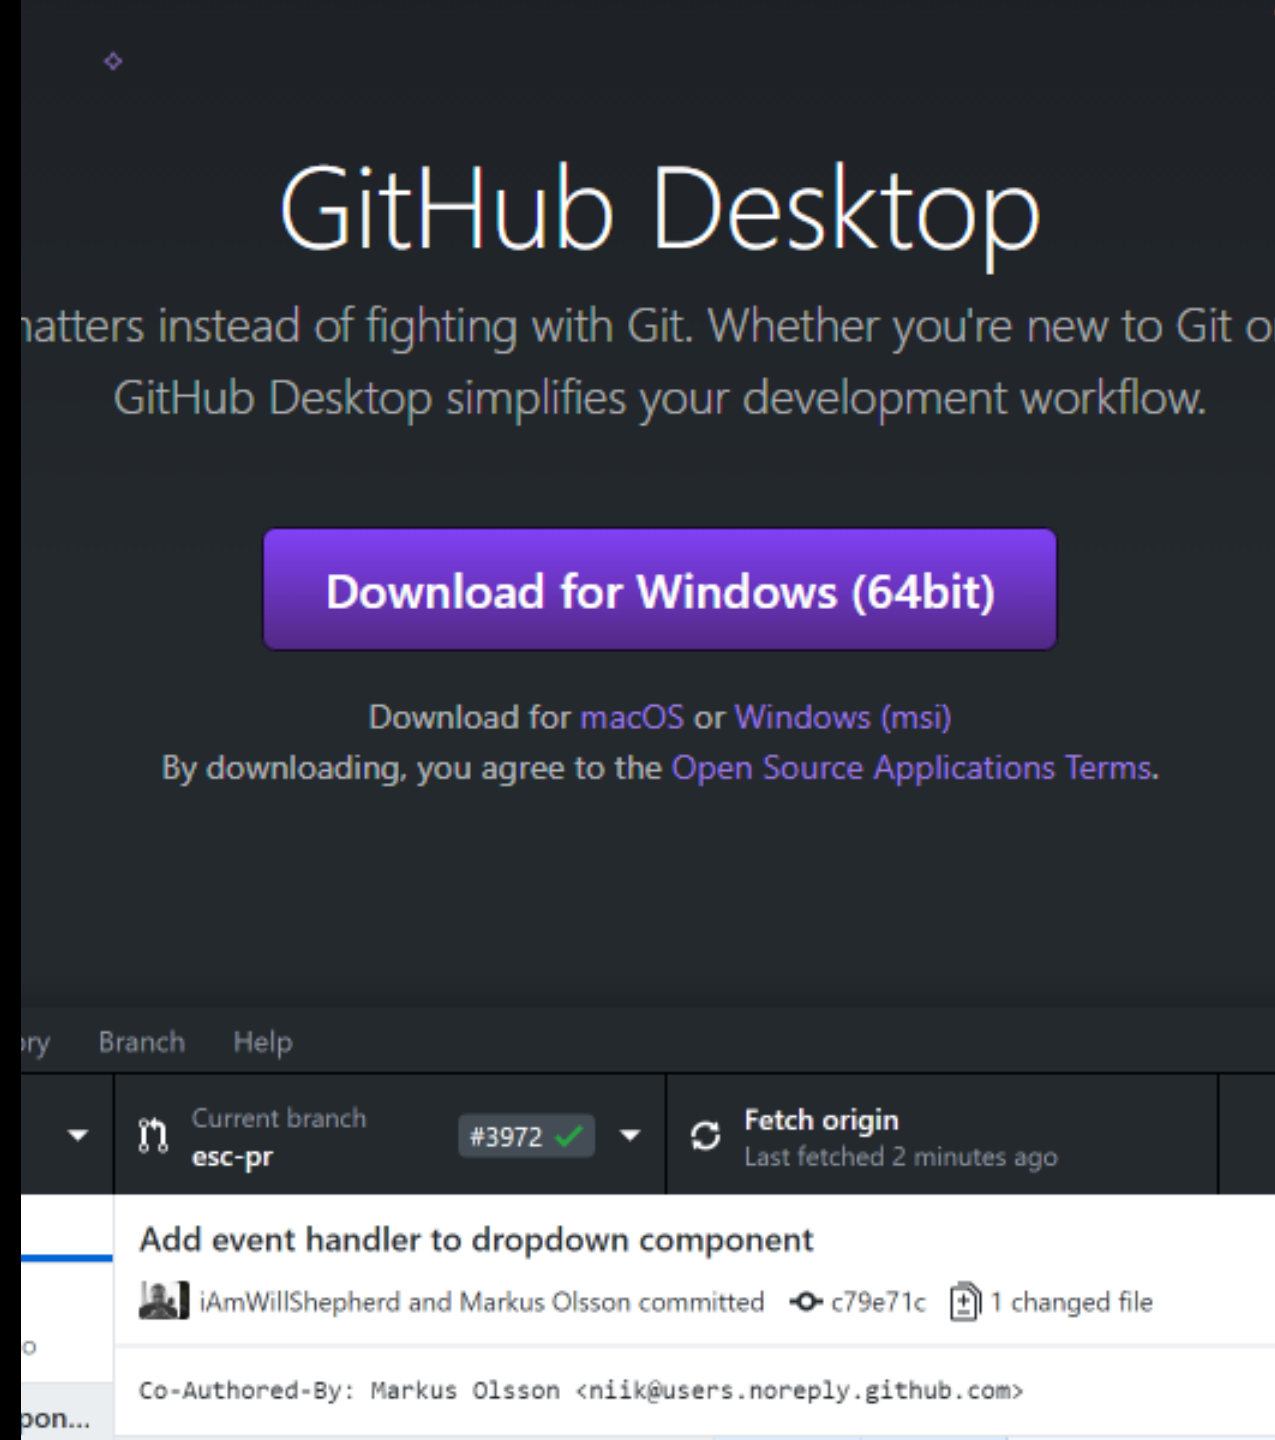 GitHub Desktop
instead of fighting with Git. Whether you're new to Git
GitHub Desktop simplifies your development workflow.
Download for Windows (64bit)
Download for macOS or Windows (msi)
By downloading, you agree to the Open Source Applications Terms.
Branch Help
Current branch
esc-pr
#3972
Fetch origin
Last fetched 2 minutes ago
Add event handler to dropdown component
iAmWillShepherd and Markus Olsson committed c79e71c 1 changed file
Co-Authored-By: Markus Olsson <niik@users.noreply.github.com>